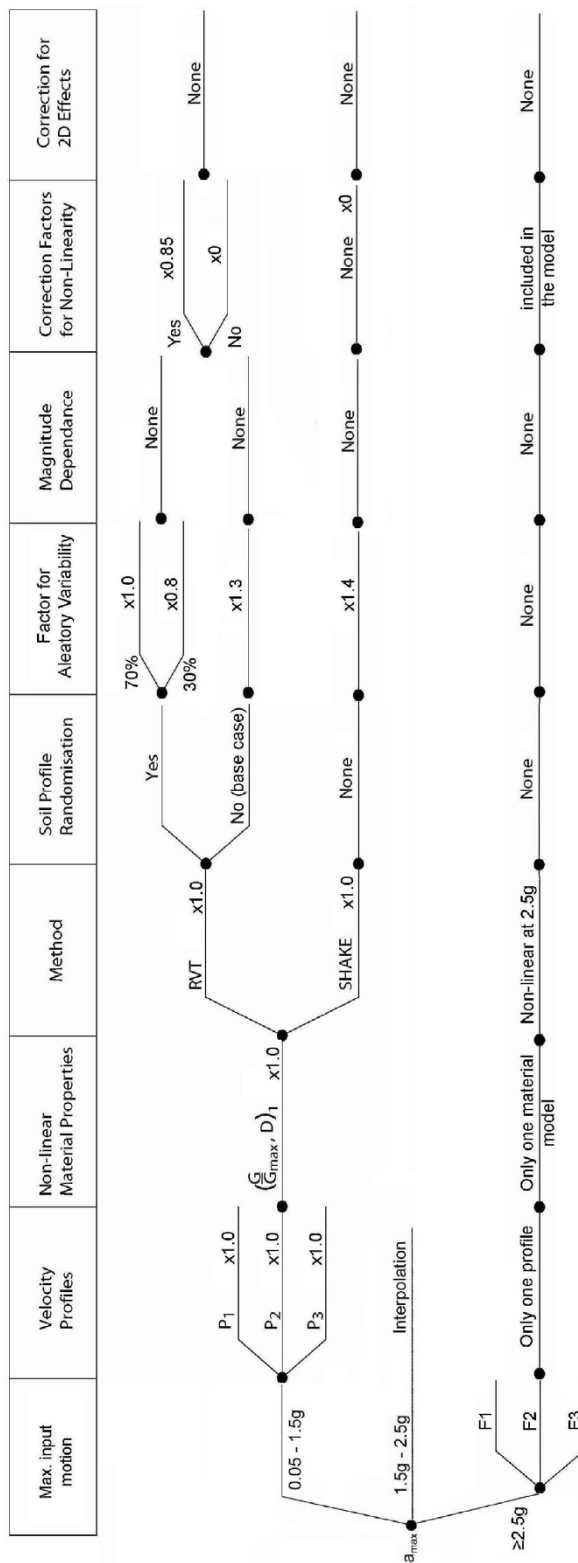 Max. input
motion
Velocity
Profiles
Non-linear
Material Properties
Method
Soil Profile
Randomisation
Factor for
Aleatory Variability
Magnitude
Dependance
Correction Factors
for Non-Linearity
Correction for
2D Effects
a_max
0.05 - 1.5g
1.5g - 2.5g
≥2.5g
P₁ x1.0
P₂ x1.0
P₃ x1.0
(G/G_max, D)₁ x1.0
RVT x1.0
SHAKE x1.0
Yes
No (base case)
None
70% x1.0
30% x0.8
x1.3
x1.4
None
None
None
Yes x0.85
No x0
None x0
None
None
Interpolation
F1
F2
F3
Only one profile
Only one material
model
Non-linear at 2.5g
None
None
None
included in
the model
None